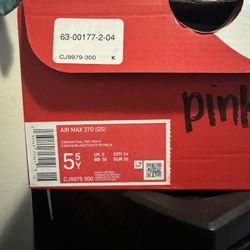 63-00177-2-04
CJ9979-300 K
pink
AIR MAX 270 (GS)
5.5Y
UK 5 CITI 24
BR 36 EUR 38
CJ9979 300